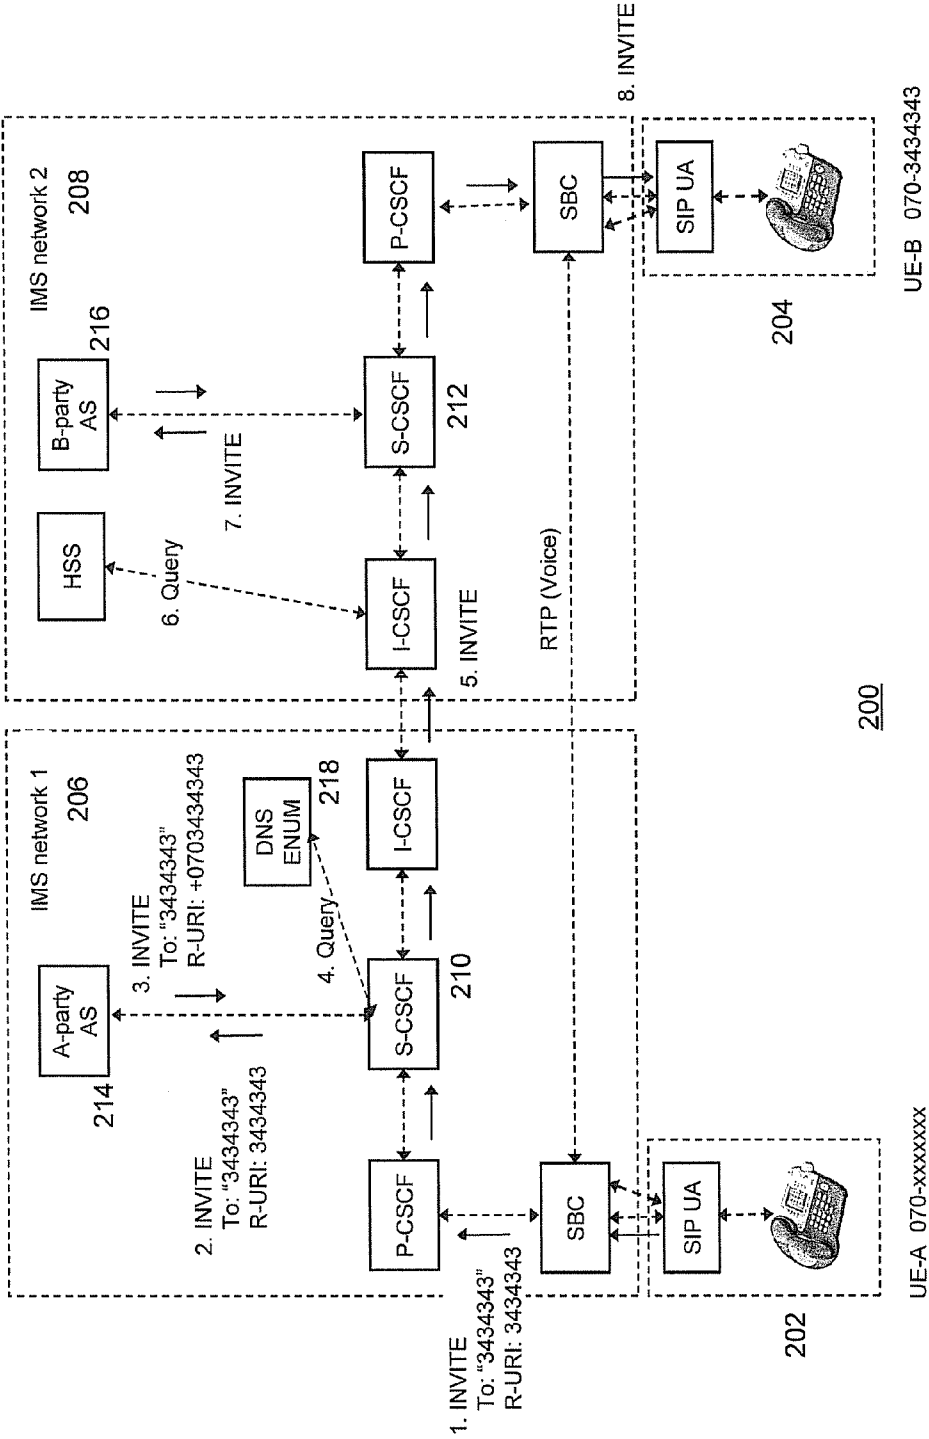 IMS network 1
206
A-party
AS
214
3. INVITE
To: "3434343"
R-URI: +0703434343
2. INVITE
To: "3434343"
R-URI: 3434343
DNS
ENUM
218
4. Query
P-CSCF
S-CSCF
210
I-CSCF
1. INVITE
To: "3434343"
R-URI: 3434343
SBC
SIP UA
202
UE-A 070-xxxxxxx
IMS network 2
208
HSS
B-party
AS
216
6. Query
7. INVITE
I-CSCF
5. INVITE
S-CSCF
212
P-CSCF
RTP (Voice)
SBC
8. INVITE
SIP UA
204
UE-B 070-3434343
200